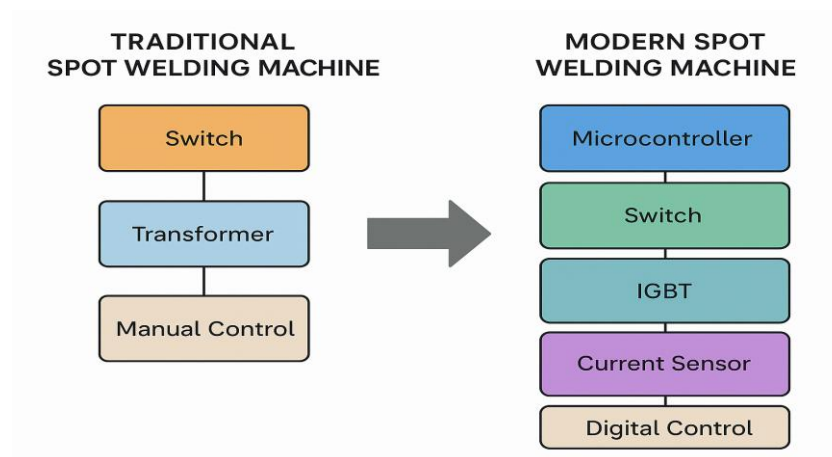 TRADITIONAL
SPOT WELDING MACHINE
Switch
Transformer
Manual Control
MODERN SPOT
WELDING MACHINE
Microcontroller
Switch
IGBT
Current Sensor
Digital Control